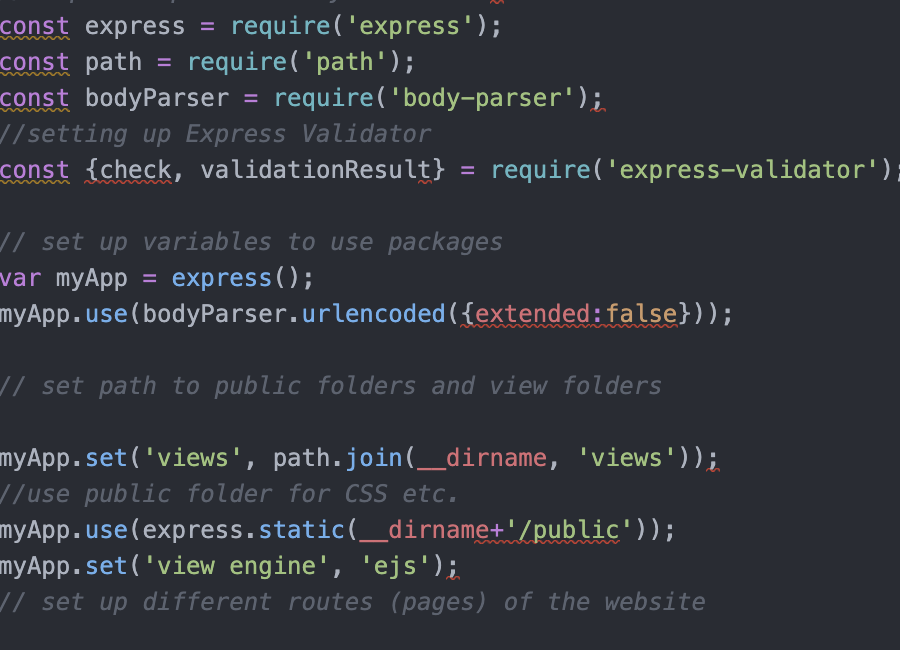 const express = require('express');
const path = require('path');
const bodyParser = require('body-parser');
//setting up Express Validator
const {check, validationResult} = require('express-validator');
// set up variables to use packages
var myApp = express();
myApp.use(bodyParser.urlencoded({extended:false}));
// set path to public folders and view folders
myApp.set('views', path.join(__dirname, 'views'));
//use public folder for CSS etc.
myApp.use(express.static(__dirname+'/public'));
myApp.set('view engine', 'ejs');
// set up different routes (pages) of the website